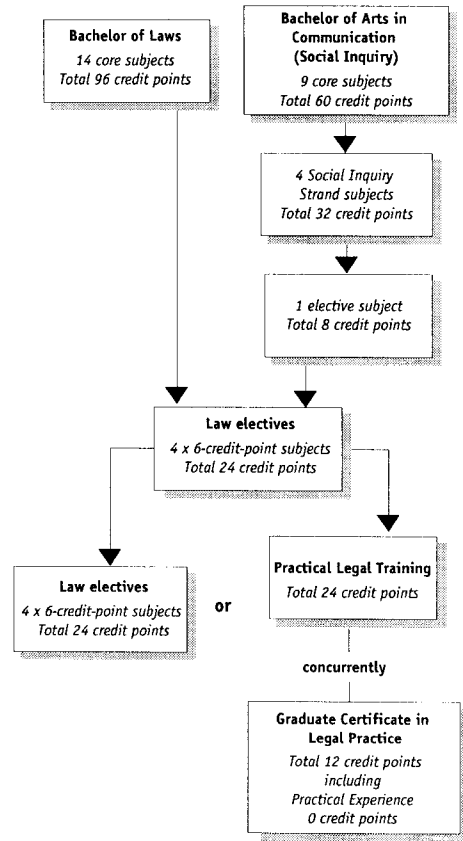 Bachelor of Laws
14 core subjects
Total 96 credit points
Bachelor of Arts in
Communication
(Social Inquiry)
9 core subjects
Total 60 credit points
4 Social Inquiry
Strand subjects
Total 32 credit points
1 elective subject
Total 8 credit points
Law electives
4 x 6-credit-point subjects
Total 24 credit points
Law electives
4 x 6-credit-point subjects
Total 24 credit points
or
Practical Legal Training
Total 24 credit points
concurrently
Graduate Certificate in
Legal Practice
Total 12 credit points
including
Practical Experience
0 credit points